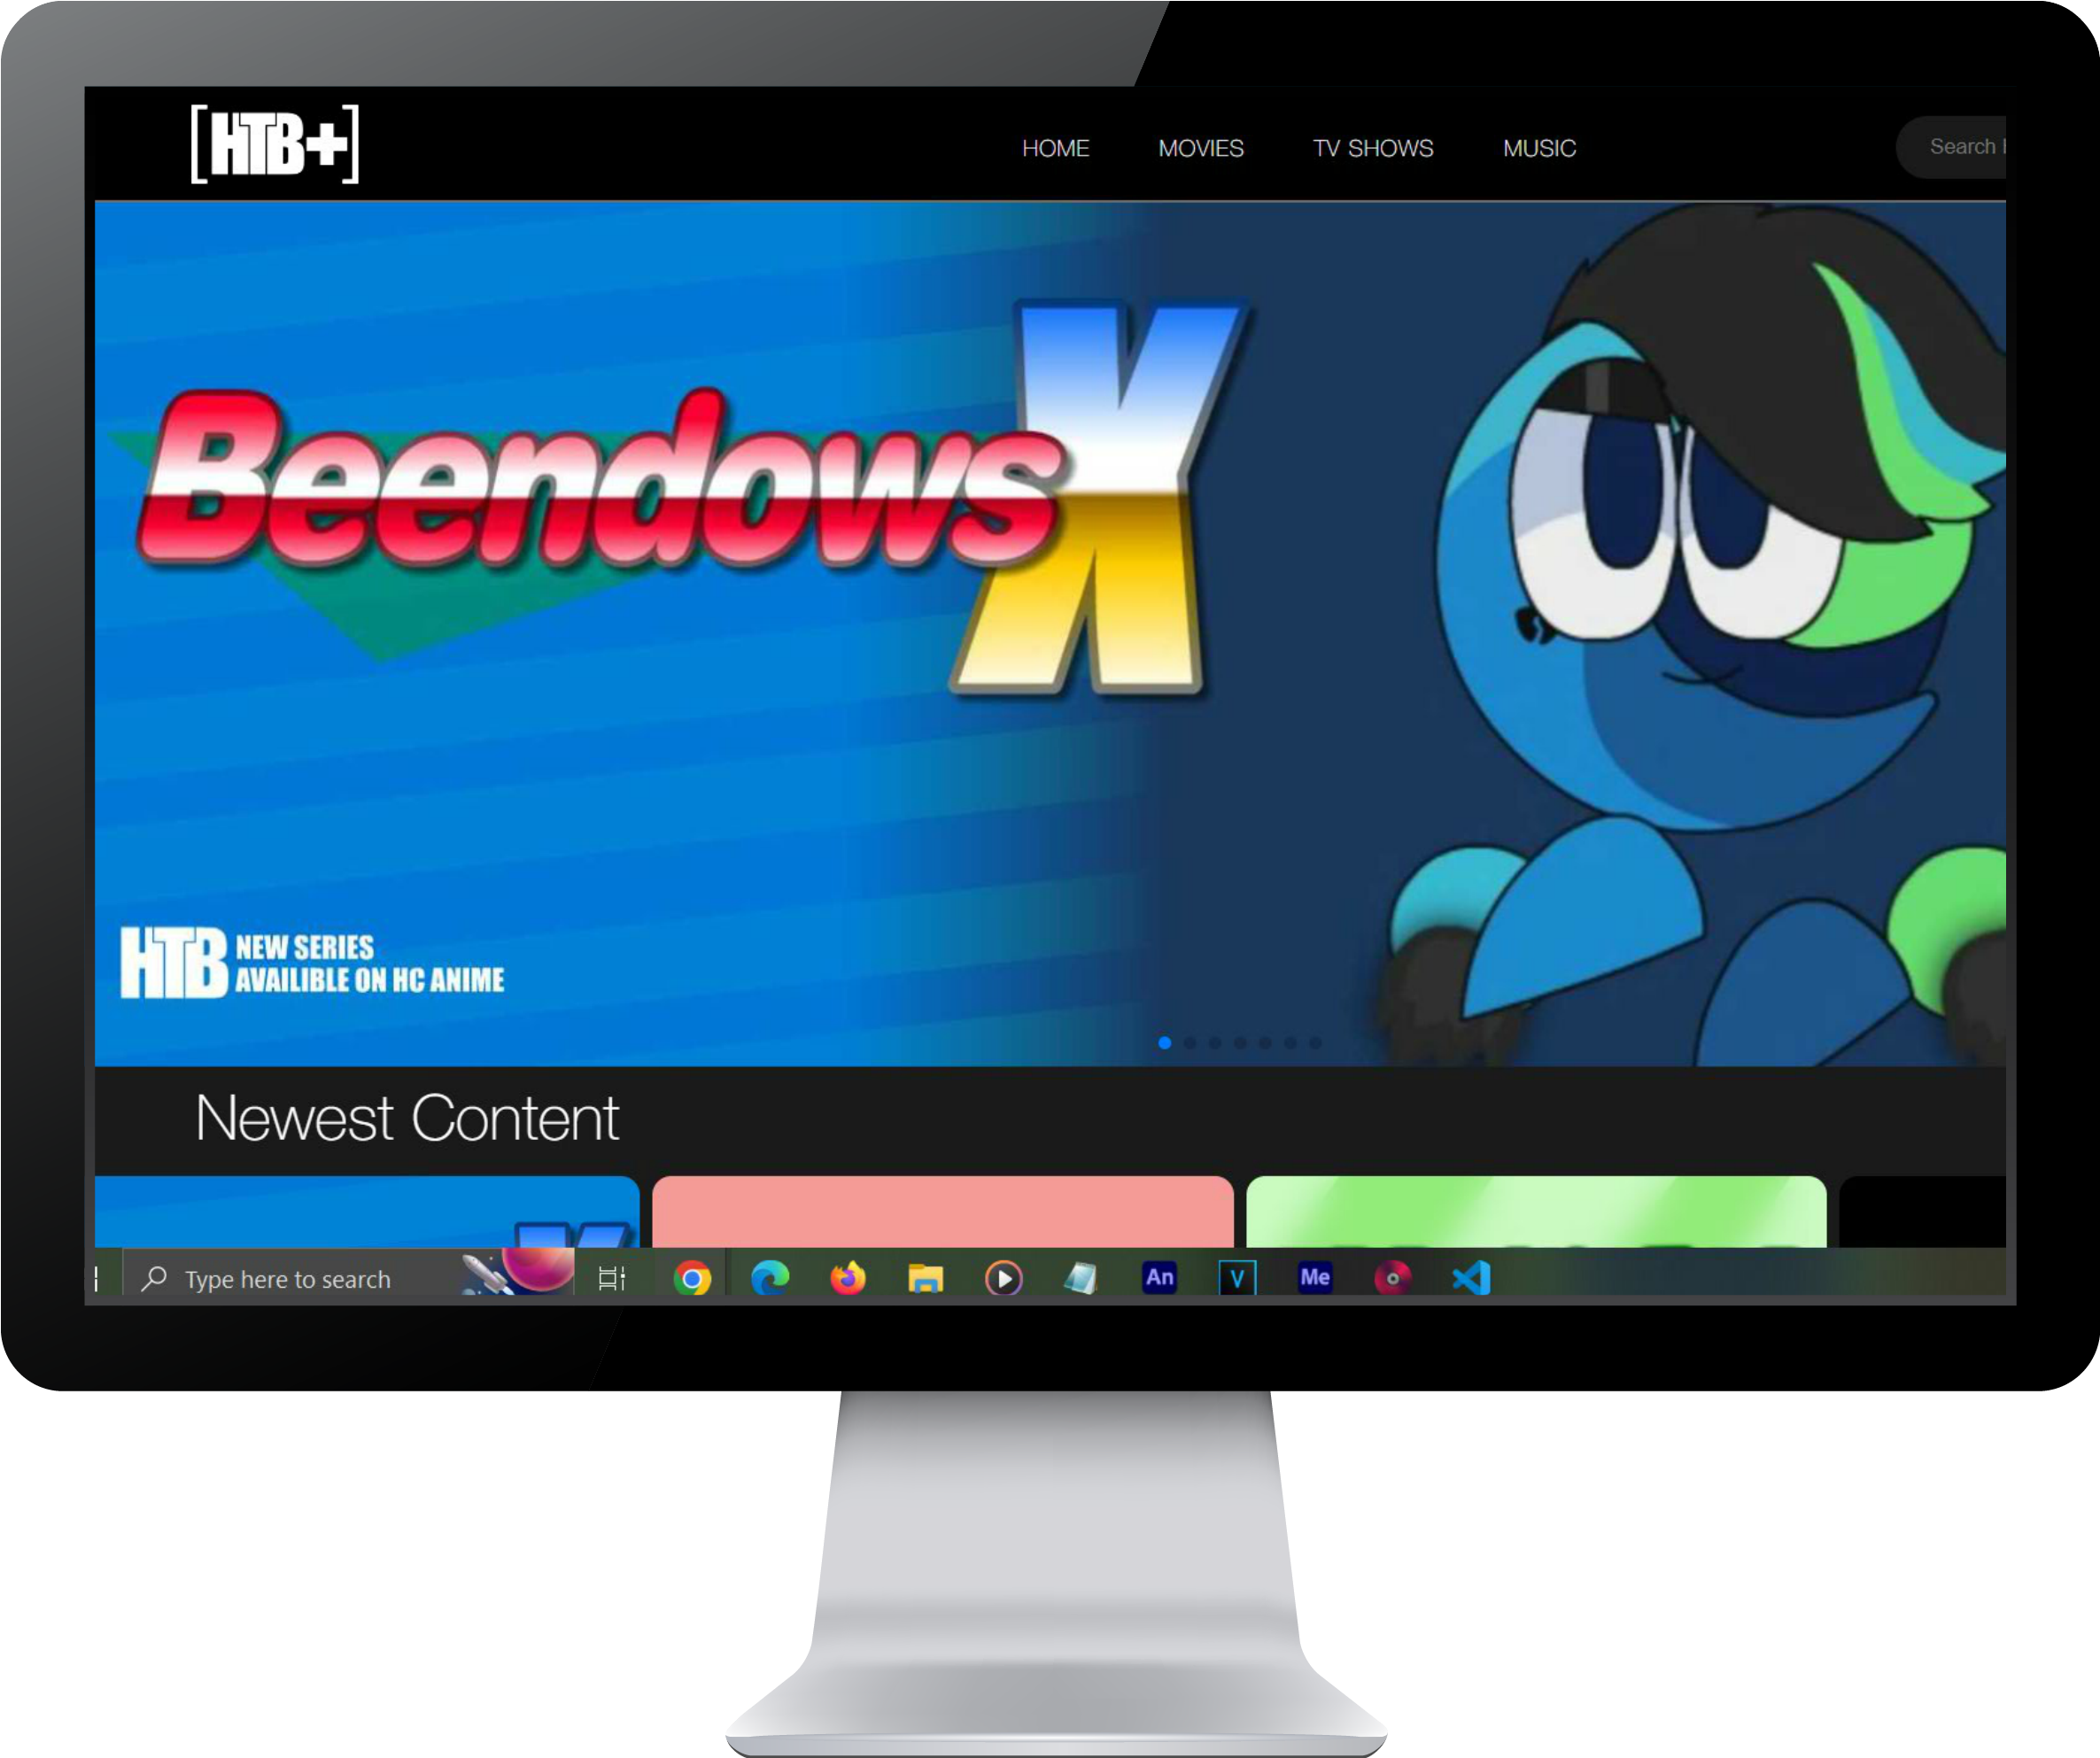 [HTB+]
HOME MOVIES TV SHOWS MUSIC
Search
Beendows X
HTB NEW SERIES
AVAILIBLE ON HC ANIME
Newest Content
Type here to search
An V Me